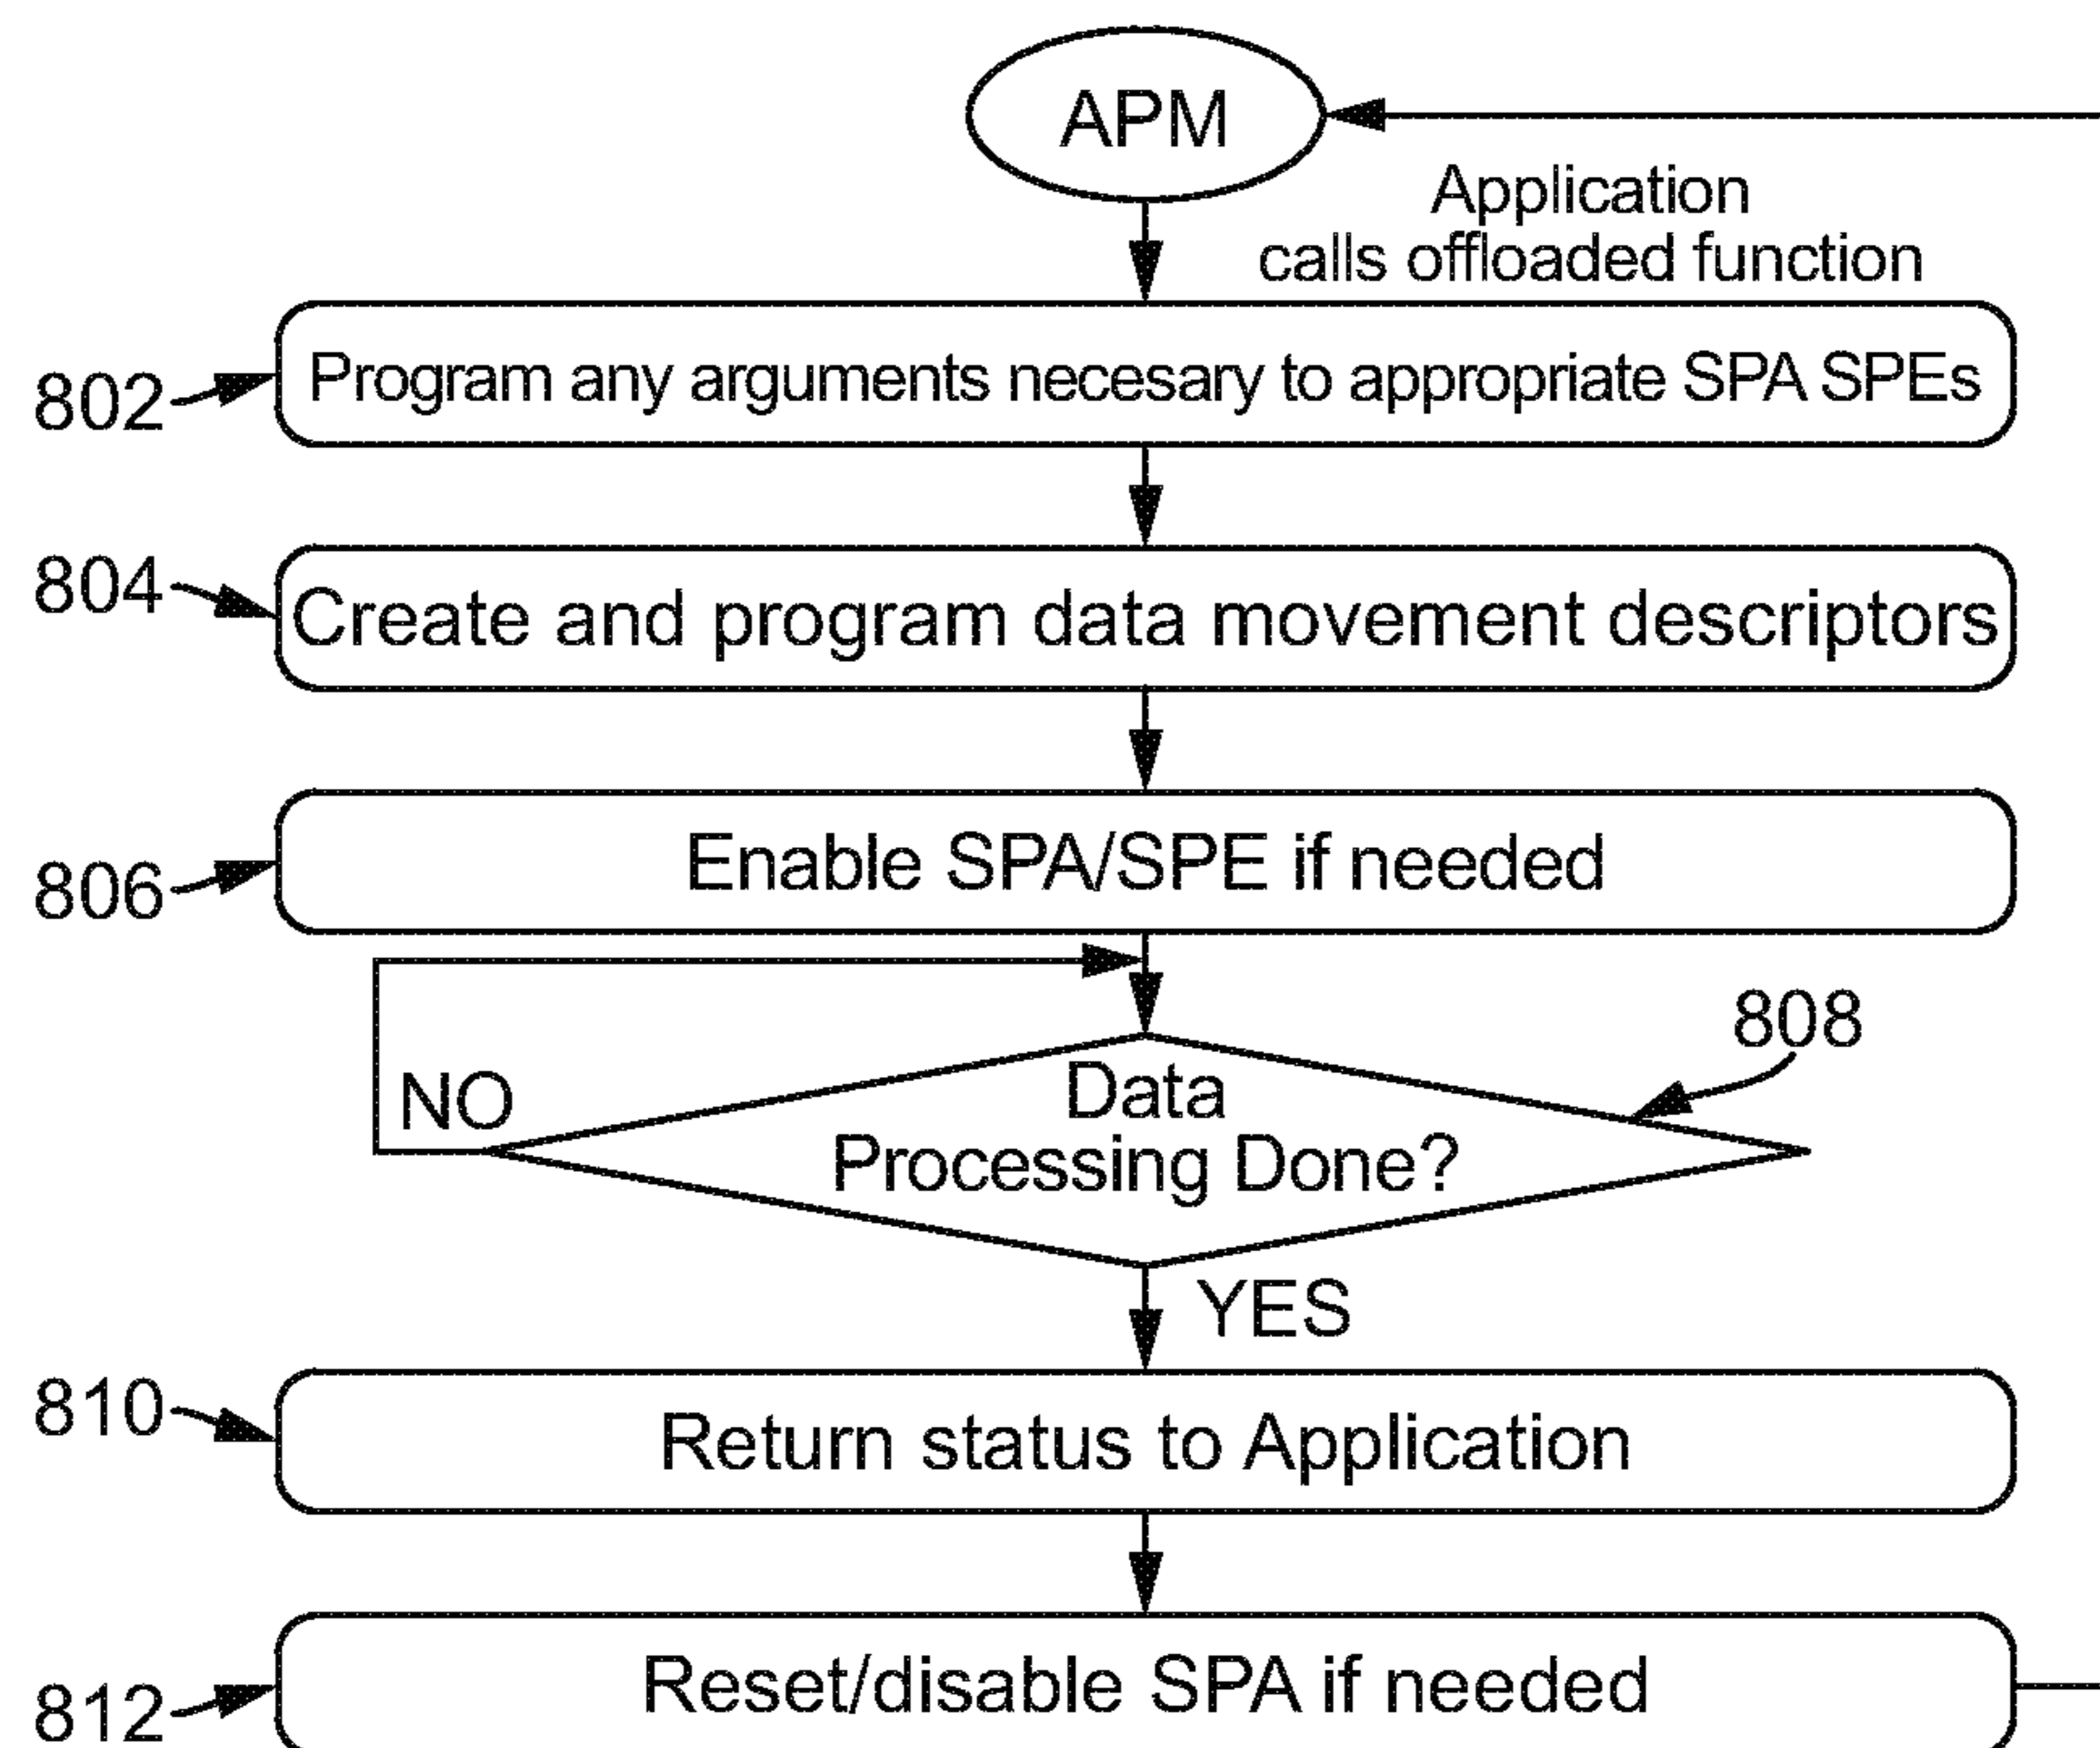 APM
Application
calls offloaded function
802
Program any arguments necesary to appropriate SPA SPEs
804
Create and program data movement descriptors
806
Enable SPA/SPE if needed
808
NO
Data
Processing Done?
YES
810
Return status to Application
812
Reset/disable SPA if needed